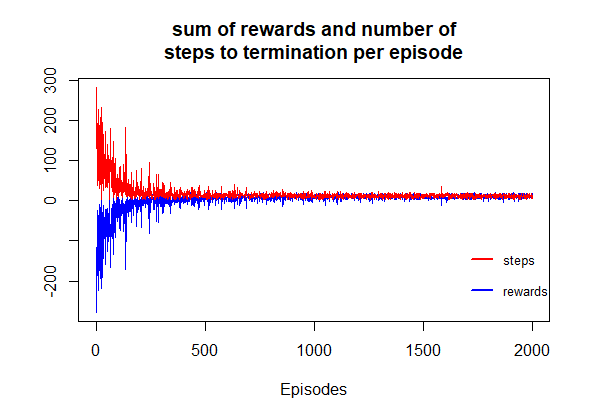 sum of rewards and number of
steps to termination per episode
300
200
100
0
-200
steps
rewards
0 500 1000 1500 2000
Episodes